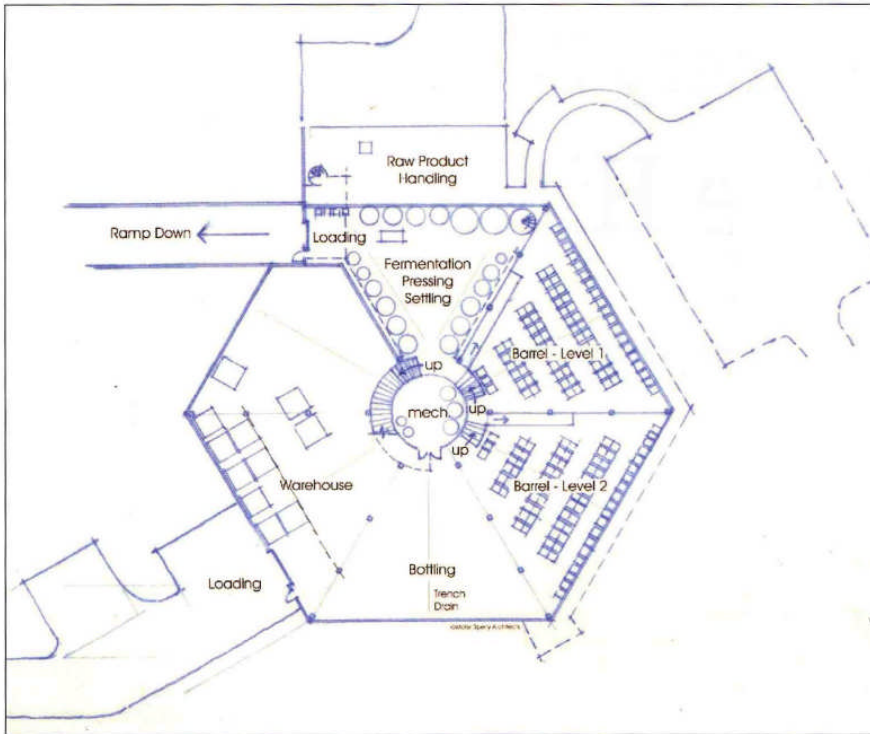 Raw Product
Handling
Ramp Down
Loading
Fermentation
Pressing
Settling
up
Barrel - Level 1
mech.
up
up
Barrel - Level 2
Warehouse
Bottling
Loading
Trench
Drain